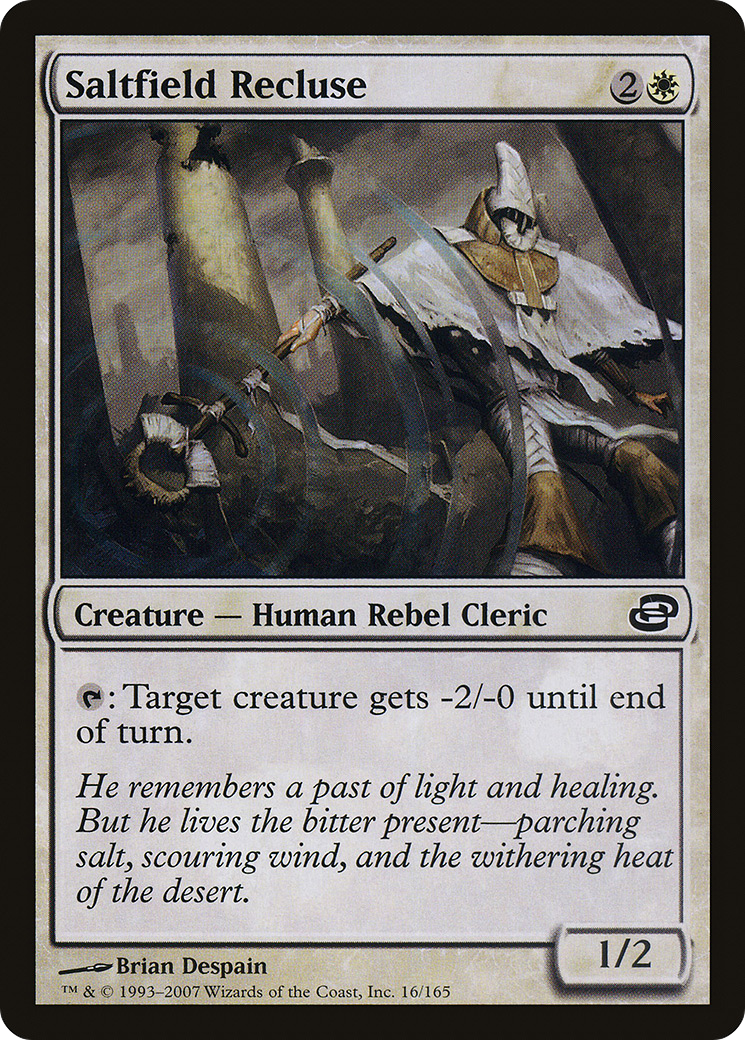 Saltfield Recluse 2
Creature — Human Rebel Cleric
: Target creature gets -2/-0 until end
of turn.
He remembers a past of light and healing.
But he lives the bitter present—parching
salt, scouring wind, and the withering heat
of the desert.
1/2
Brian Despain
™ & © 1993–2007 Wizards of the Coast, Inc. 16/165